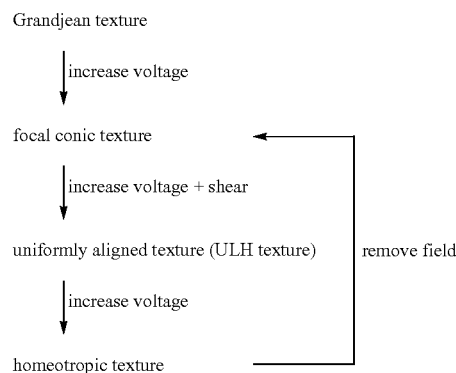 Grandjean texture
increase voltage
focal conic texture
increase voltage + shear
uniformly aligned texture (ULH texture)
remove field
increase voltage
homeotropic texture